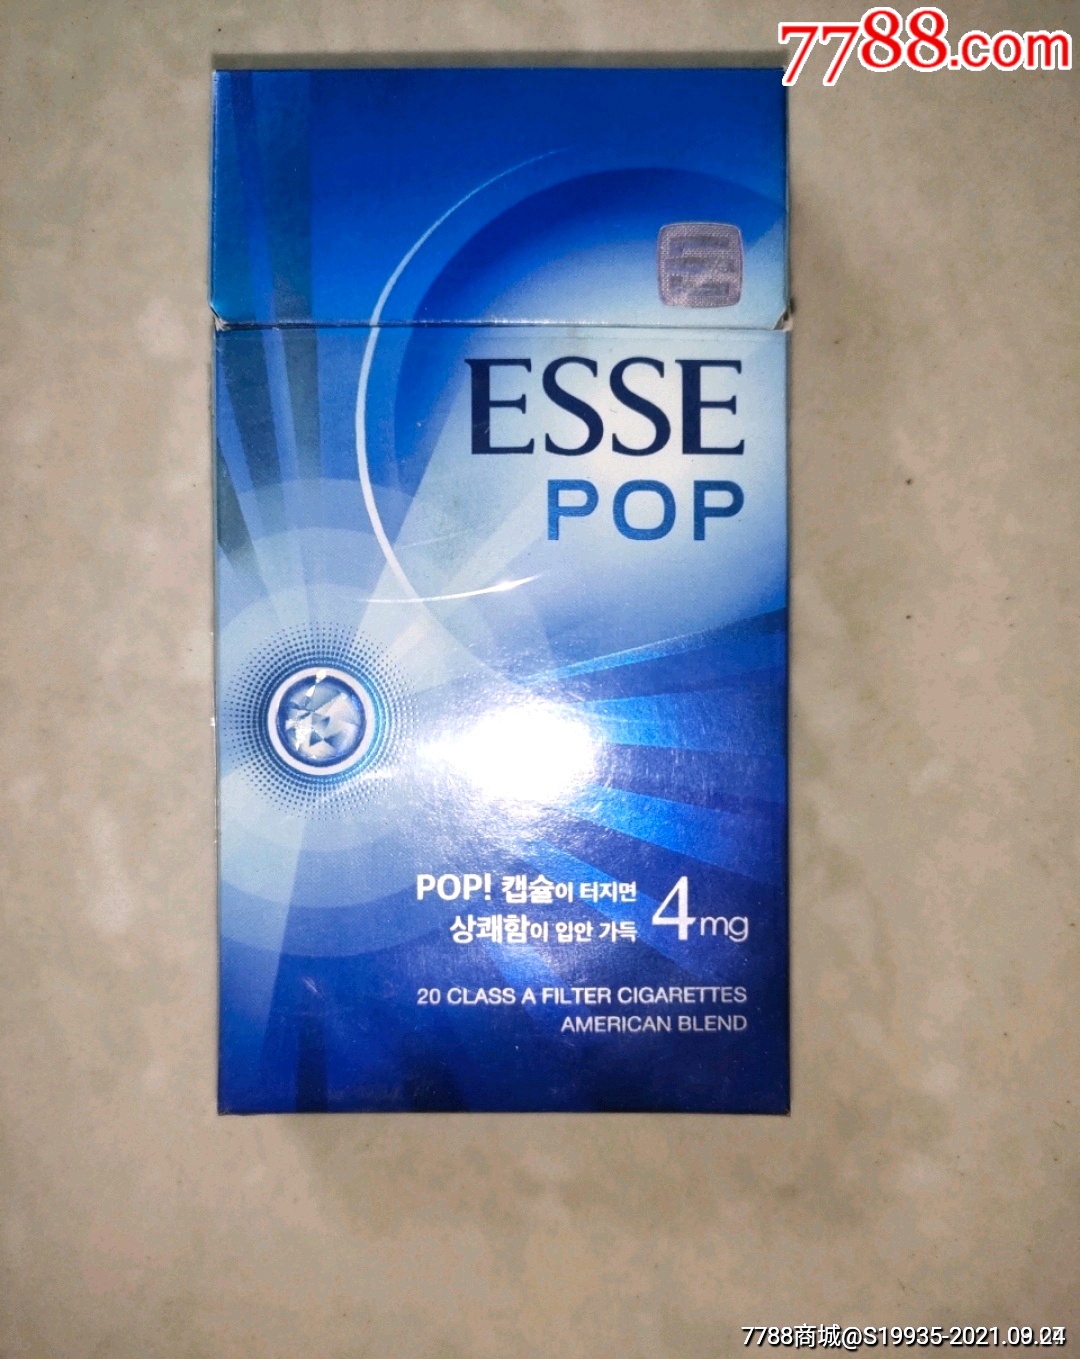 7788.com
ESSE
POP
POP! 캡슐이 터지면
상쾌함이 입안 가득
4mg
20 CLASS A FILTER CIGARETTES
AMERICAN BLEND
7788商城@S19935-2021.09.24